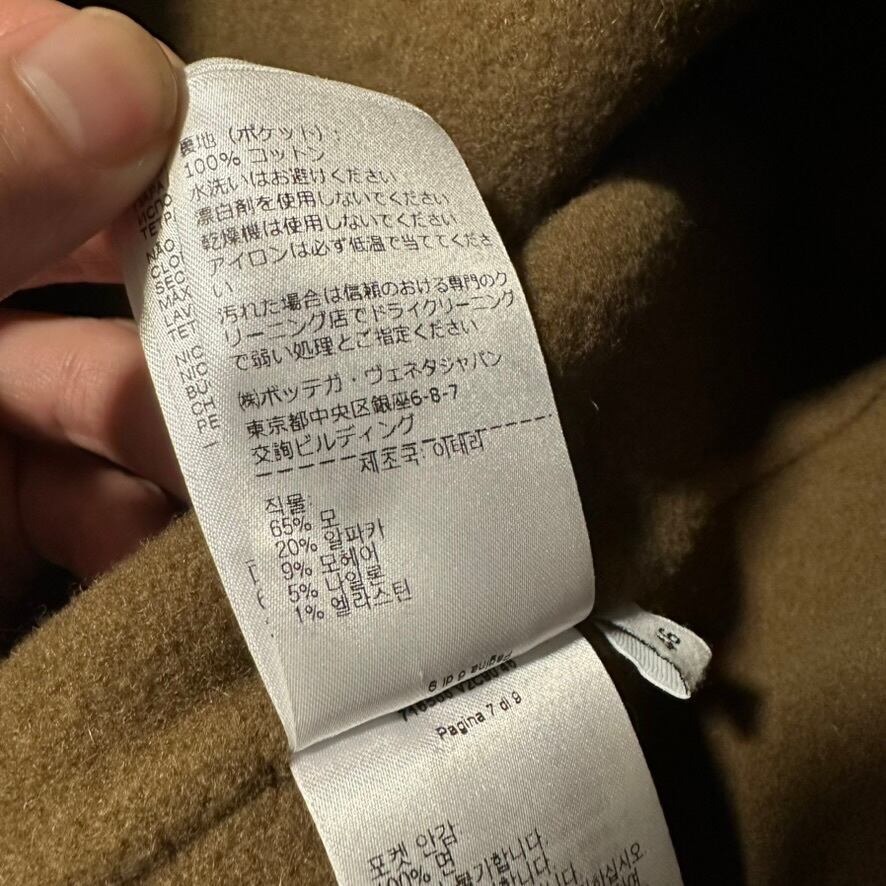 裏地 (ポケット) :
100% コットン
水洗いはお避けください
漂白剤を使用しないでください
乾燥機は使用しないでください
アイロンは必ず低温で当ててくださ
い
汚れた場合は信頼のおける専門のク
リーニング店でドライクリーニング
で弱い処理とご指定ください
㈱ボッテガ・ヴェネタジャパン
東京都中央区銀座6-8-7
交詢ビルディング
제조국: 이태리
직물:
65% 모
20% 알파카
9% 모헤어
5% 나일론
1% 엘라스틴
NÃO
SEC
MÁX
LAV
TET
NIC
NIC
CH
PE
Pagina 7 di 9
포켓 안감
100% 면